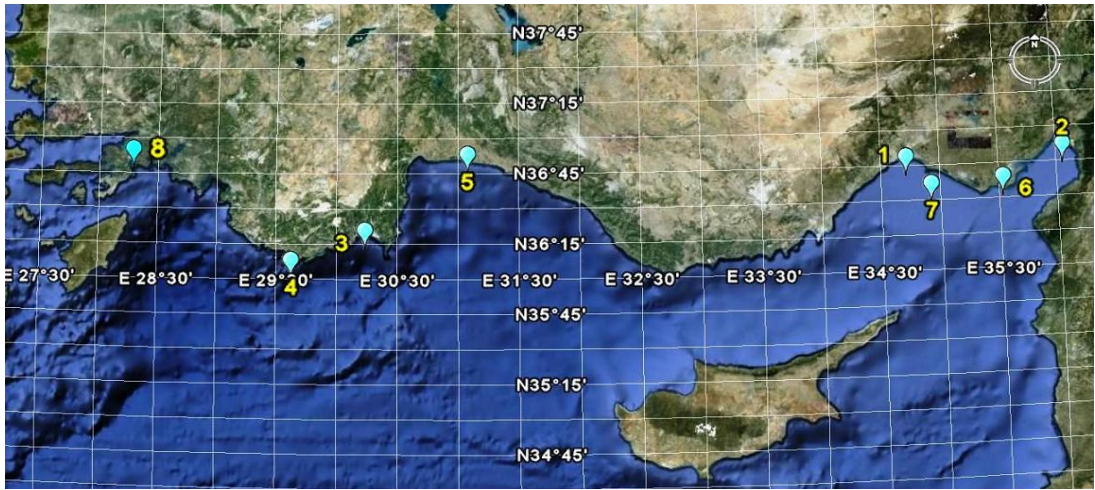 N37°45'
N
N37°15'
2
8
1
5
N36°45'
6
7
3
N36°15'
E 27°30'
E 28°30'
E 29°30'
E 30°30'
E 31°30'
E 32°30'
E 33°30'
E 34°30'
E 35°30'
4
N35°45'
N35°15'
N34°45'